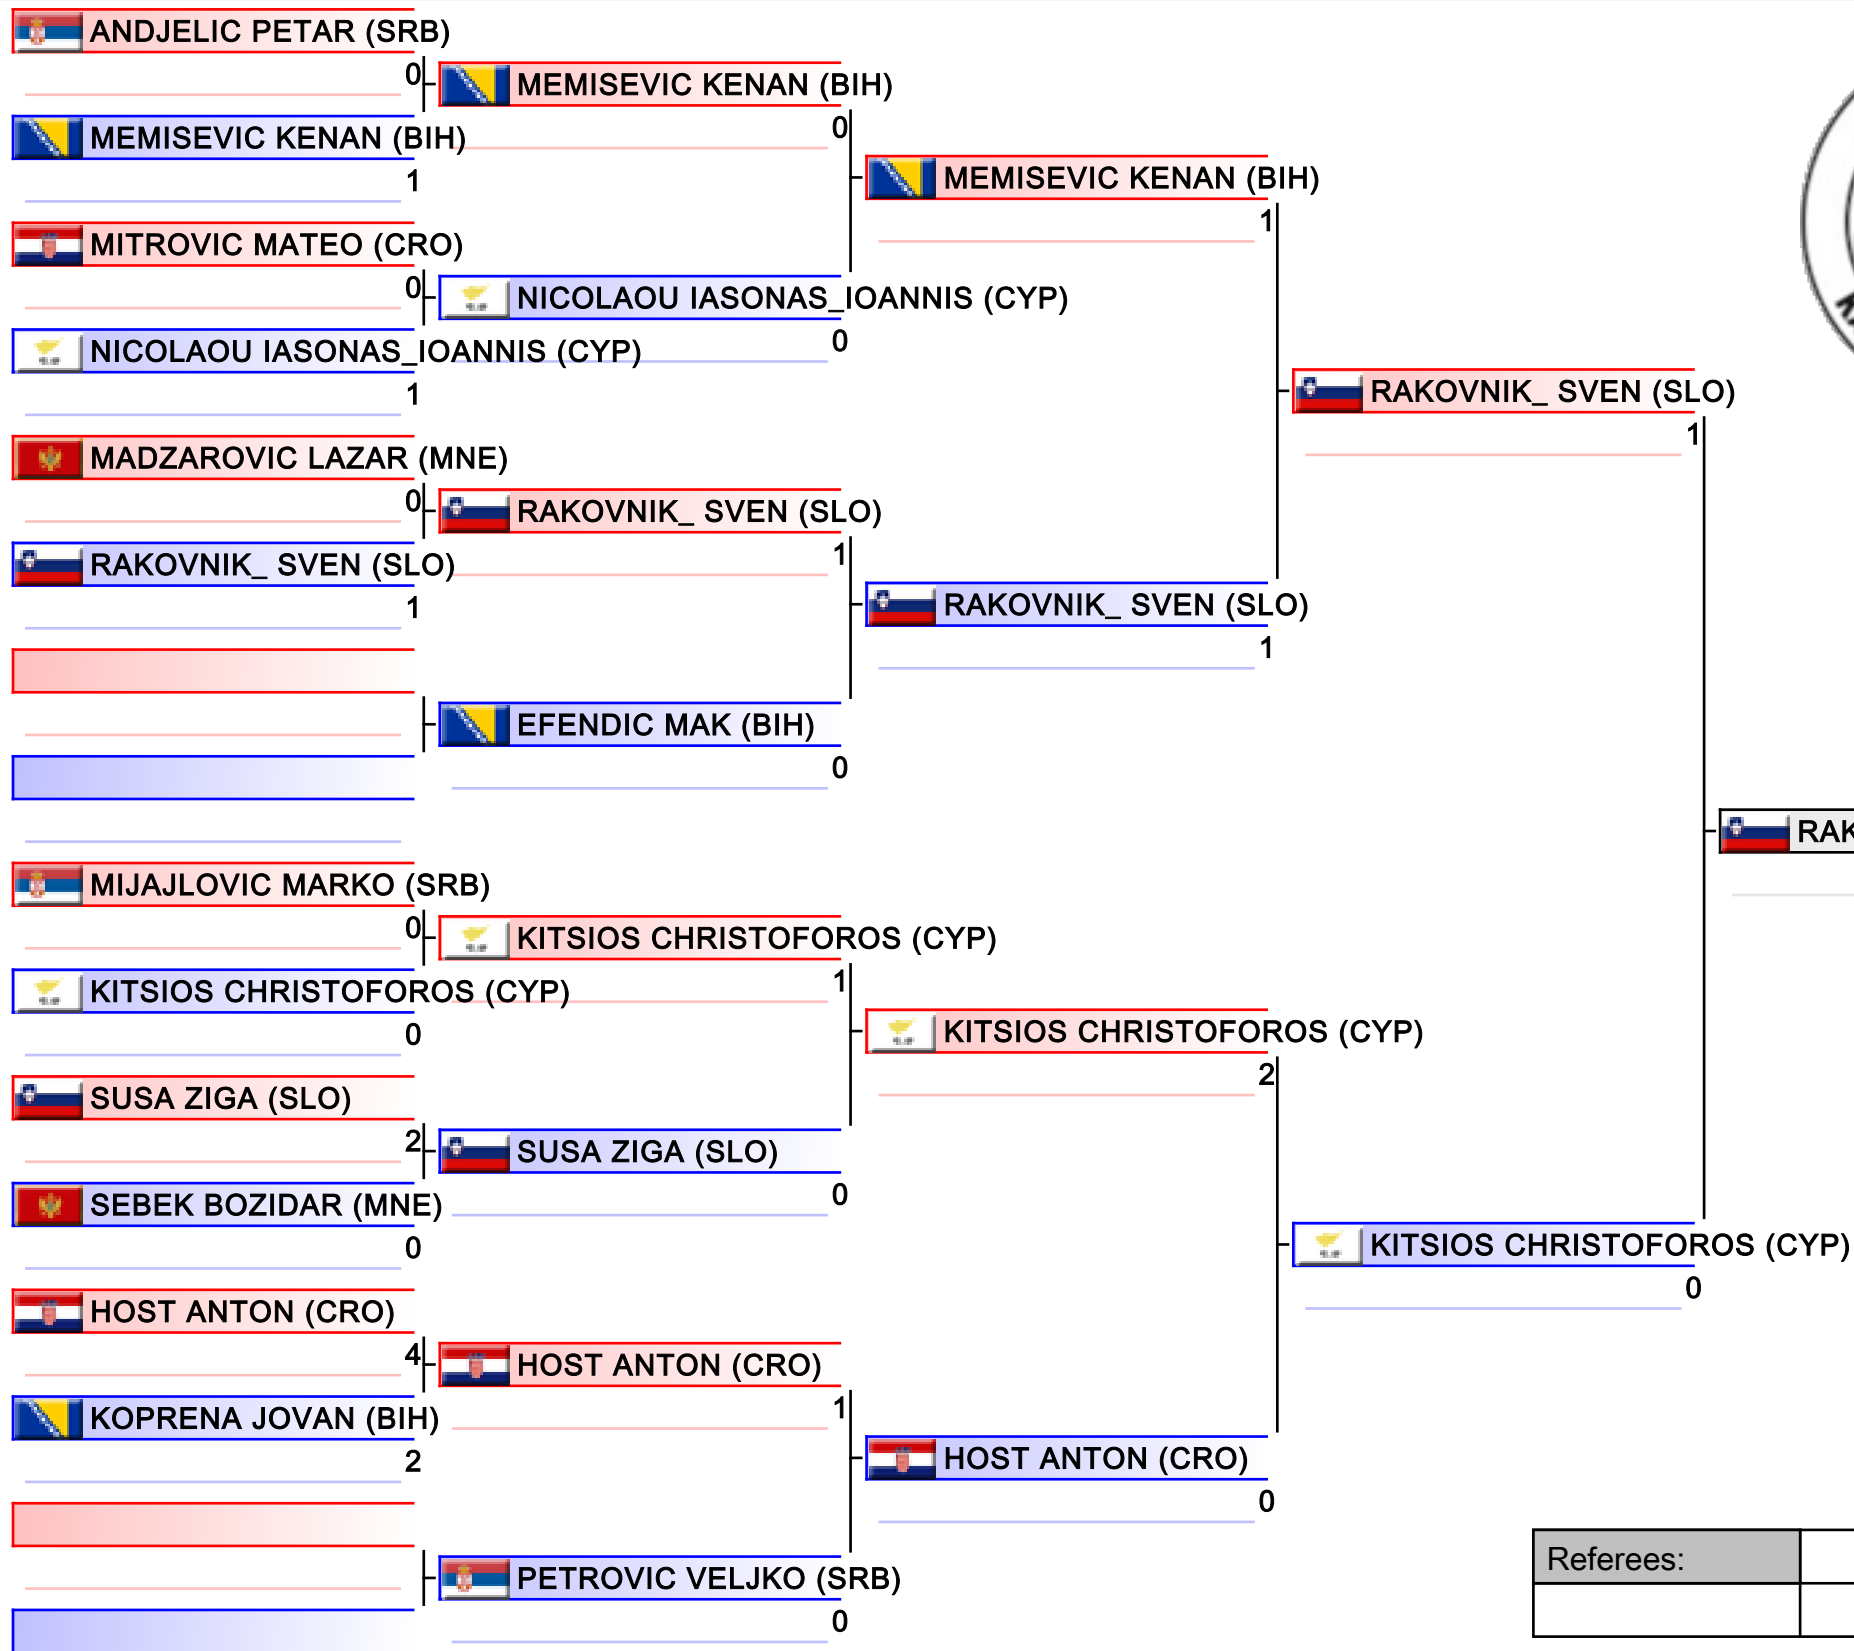 ANDJELIC PETAR (SRB)
0
MEMISEVIC KENAN (BIH)
1
MITROVIC MATEO (CRO)
0
NICOLAOU IASONAS_IOANNIS (CYP)
1
MADZAROVIC LAZAR (MNE)
0
RAKOVNIK_ SVEN (SLO)
1
MIJAJLOVIC MARKO (SRB)
0
KITSIOS CHRISTOFOROS (CYP)
0
SUSA ZIGA (SLO)
2
SEBEK BOZIDAR (MNE)
0
HOST ANTON (CRO)
4
KOPRENA JOVAN (BIH)
2
MEMISEVIC KENAN (BIH)
0
NICOLAOU IASONAS_IOANNIS (CYP)
0
RAKOVNIK_ SVEN (SLO)
1
EFENDIC MAK (BIH)
0
KITSIOS CHRISTOFOROS (CYP)
1
SUSA ZIGA (SLO)
0
HOST ANTON (CRO)
1
PETROVIC VELJKO (SRB)
0
MEMISEVIC KENAN (BIH)
1
RAKOVNIK_ SVEN (SLO)
1
KITSIOS CHRISTOFOROS (CYP)
2
HOST ANTON (CRO)
0
RAKOVNIK_ SVEN (SLO)
1
KITSIOS CHRISTOFOROS (CYP)
0
RAK
Referees: